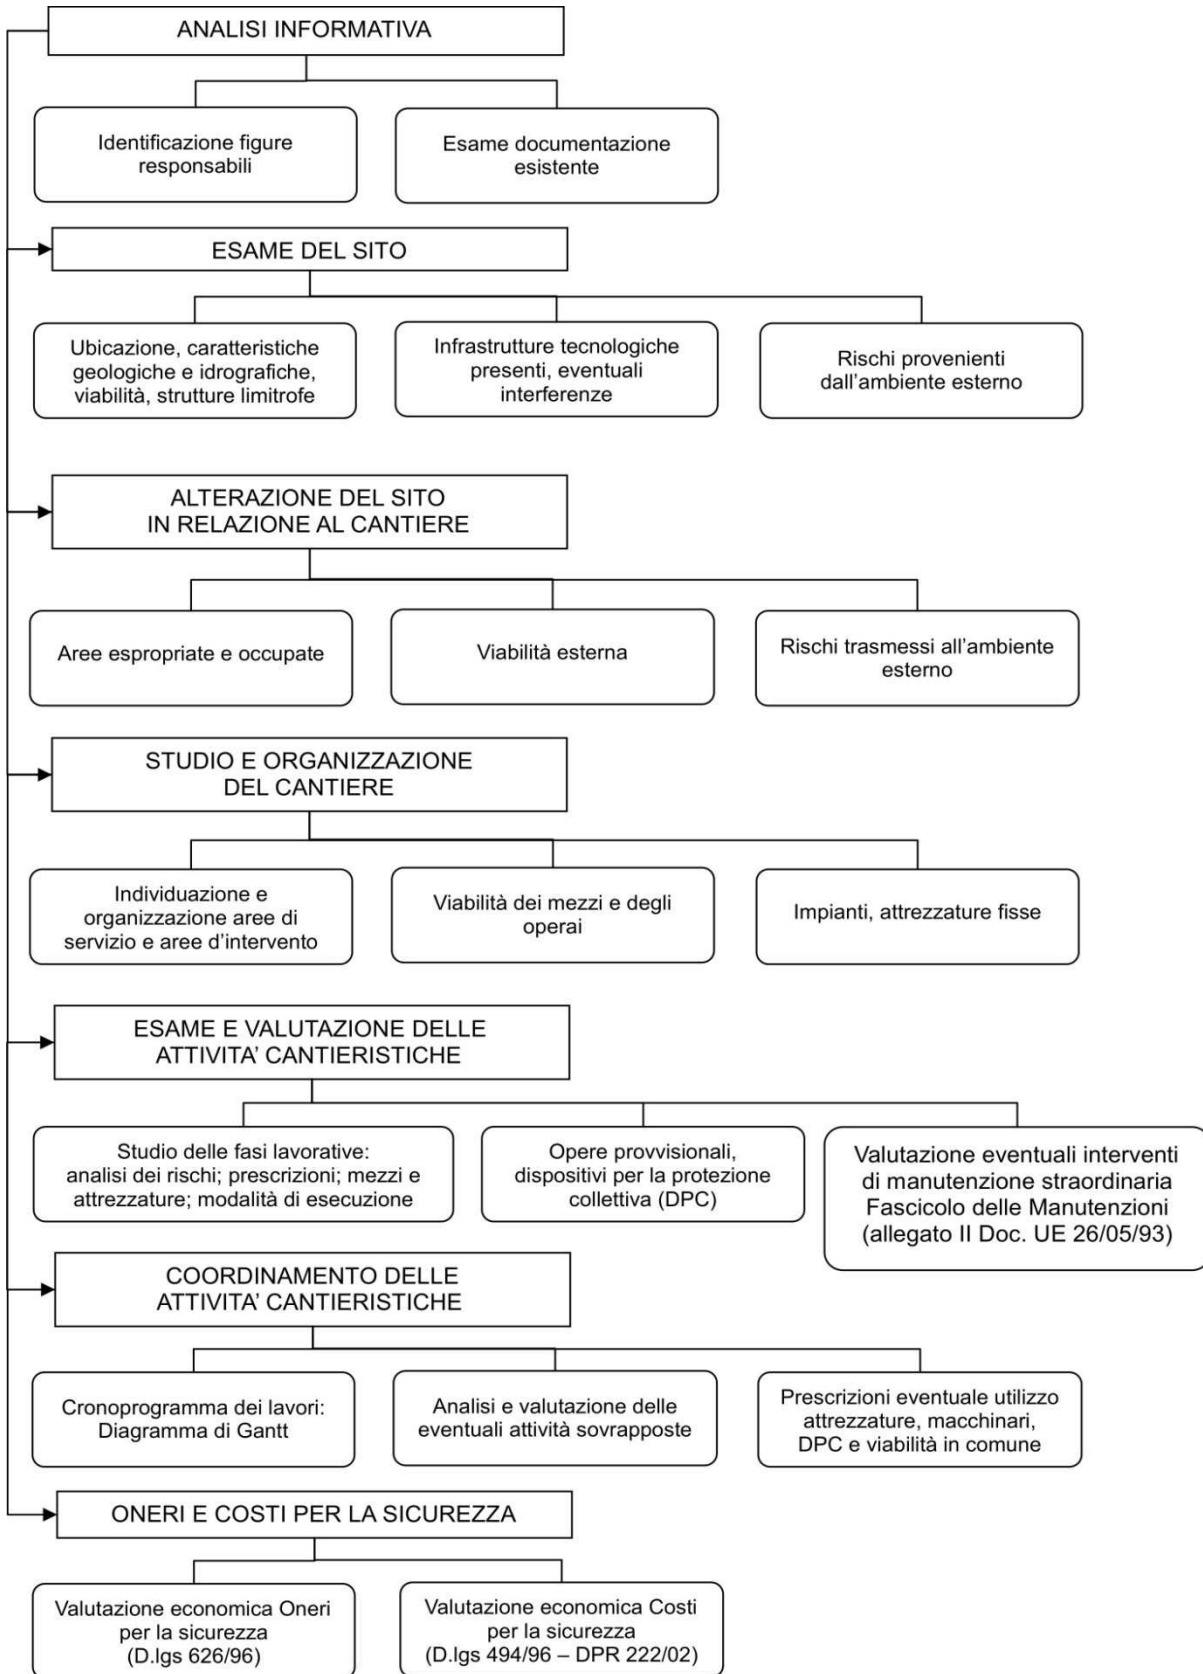 ANALISI INFORMATIVA
Identificazione figure
responsabili
Esame documentazione
esistente
ESAME DEL SITO
Ubicazione, caratteristiche
geologiche e idrografiche,
viabilità, strutture limitrofe
Infrastrutture tecnologiche
presenti, eventuali
interferenze
Rischi provenienti
dall'ambiente esterno
ALTERAZIONE DEL SITO
IN RELAZIONE AL CANTIERE
Aree espropriate e occupate
Viabilità esterna
Rischi trasmessi all'ambiente
esterno
STUDIO E ORGANIZZAZIONE
DEL CANTIERE
Individuazione e
organizzazione aree di
servizio e aree d'intervento
Viabilità dei mezzi e degli
operai
Impianti, attrezzature fisse
ESAME E VALUTAZIONE DELLE
ATTIVITA' CANTIERISTICHE
Studio delle fasi lavorative:
analisi dei rischi; prescrizioni; mezzi e
attrezzature; modalità di esecuzione
Opere provvisionali,
dispositivi per la protezione
collettiva (DPC)
Valutazione eventuali interventi
di manutenzione straordinaria
Fascicolo delle Manutenzioni
(allegato II Doc. UE 26/05/93)
COORDINAMENTO DELLE
ATTIVITA' CANTIERISTICHE
Cronoprogramma dei lavori:
Diagramma di Gantt
Analisi e valutazione delle
eventuali attività sovrapposte
Prescrizioni eventuale utilizzo
attrezzature, macchinari,
DPC e viabilità in comune
ONERI E COSTI PER LA SICUREZZA
Valutazione economica Oneri
per la sicurezza
(D.lgs 626/96)
Valutazione economica Costi
per la sicurezza
(D.lgs 494/96 – DPR 222/02)